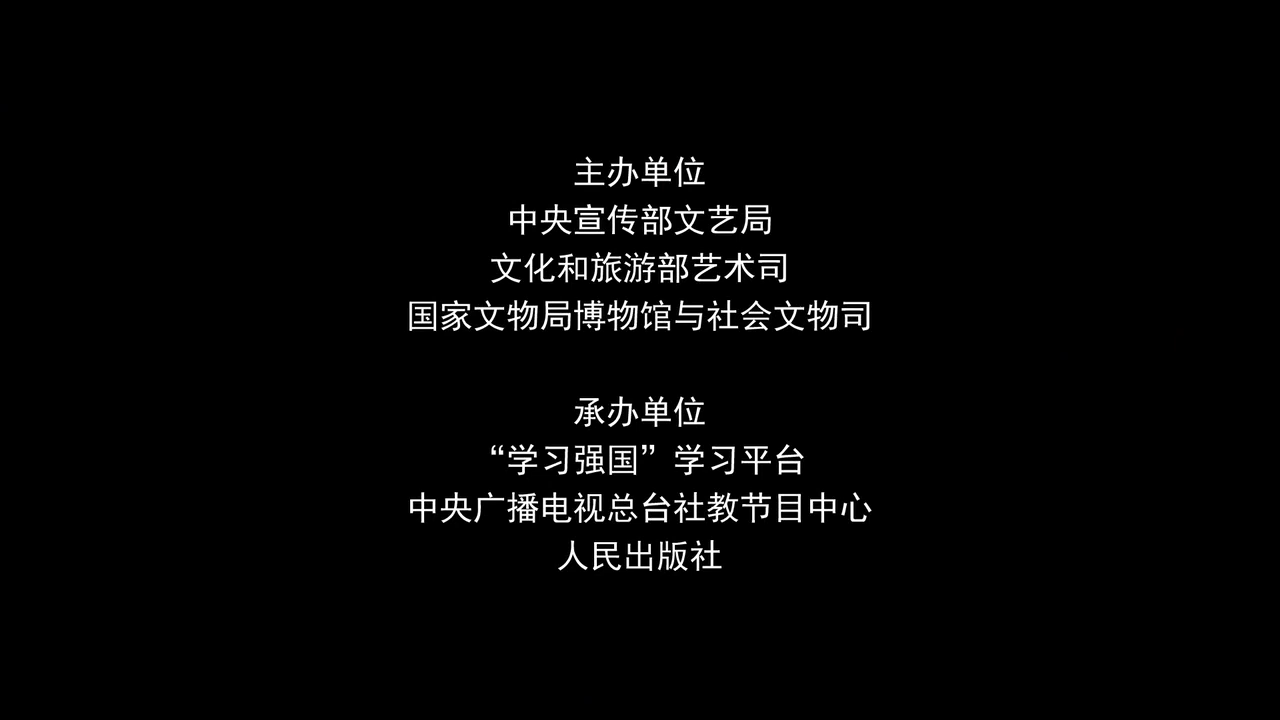 主办单位
中央宣传部文艺局
文化和旅游部艺术司
国家文物局博物馆与社会文物司
承办单位
“学习强国”学习平台
中央广播电视总台社教节目中心
人民出版社